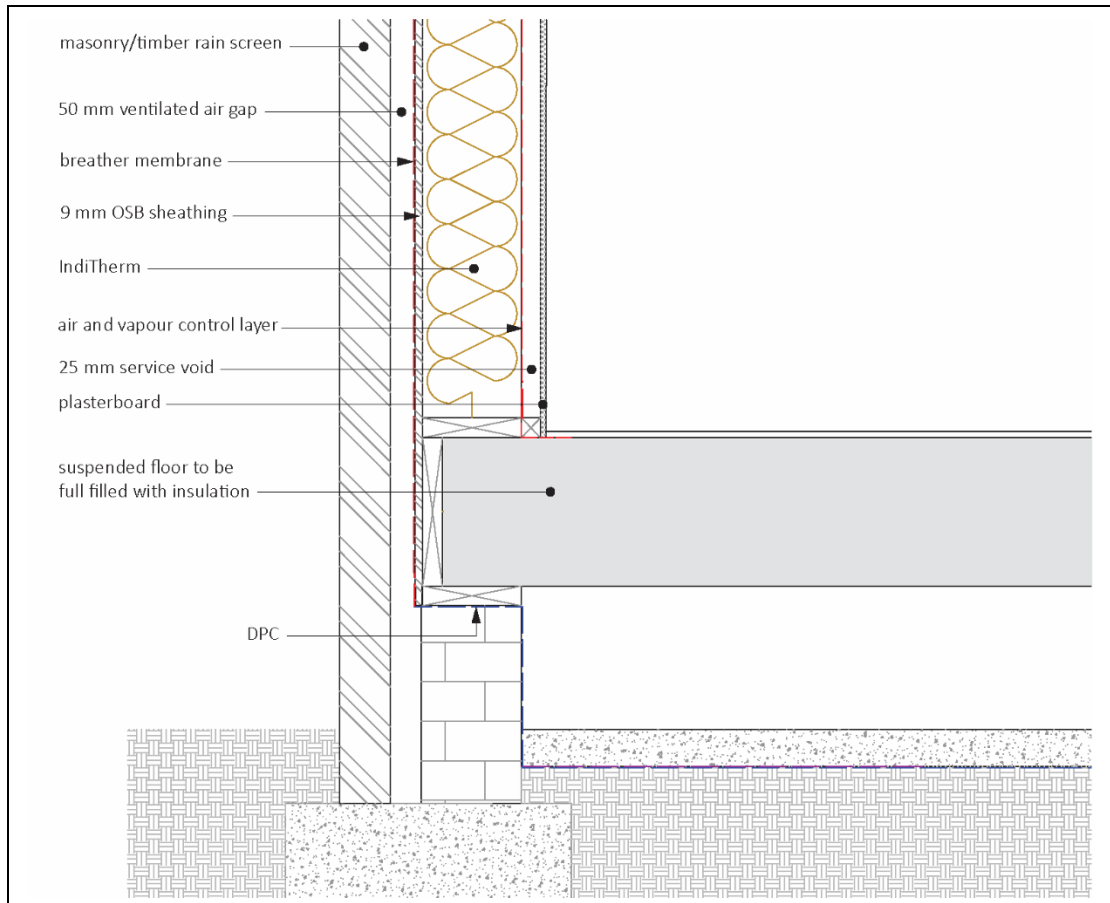 masonry/timber rain screen
50 mm ventilated air gap
breather membrane
9 mm OSB sheathing
IndiTherm
air and vapour control layer
25 mm service void
plasterboard
suspended floor to be
full filled with insulation
DPC